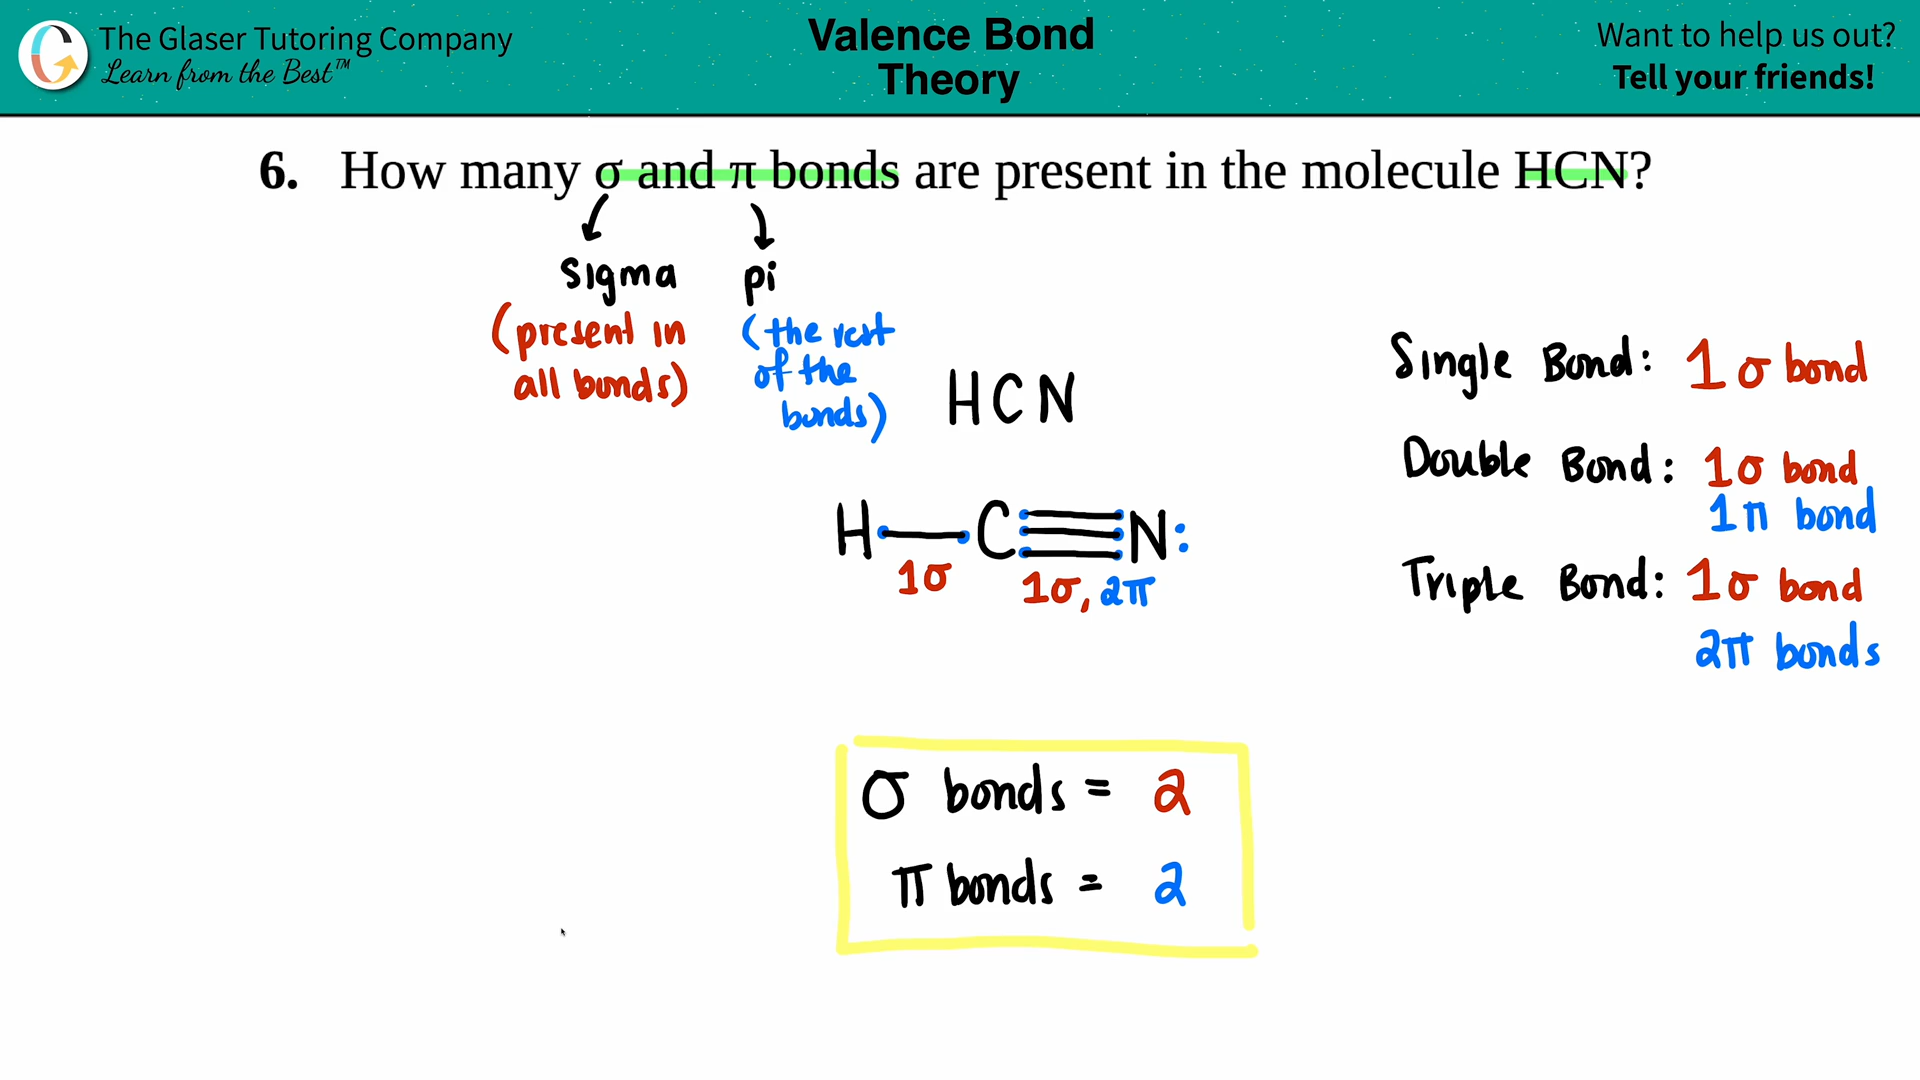 The Glaser Tutoring Company
Learn from the Best™
Valence Bond
Theory
Want to help us out?
Tell your friends!
6. How many σ and π bonds are present in the molecule HCN?
sigma
pi
(present in
all bonds)
(the rest
of the
bonds)
HCN
H C N:
1σ
1σ, 2π
Single Bond: 1 σ bond
Double Bond: 1σ bond
1π bond
Triple Bond: 1σ bond
2π bonds
σ bonds = 2
π bonds = 2